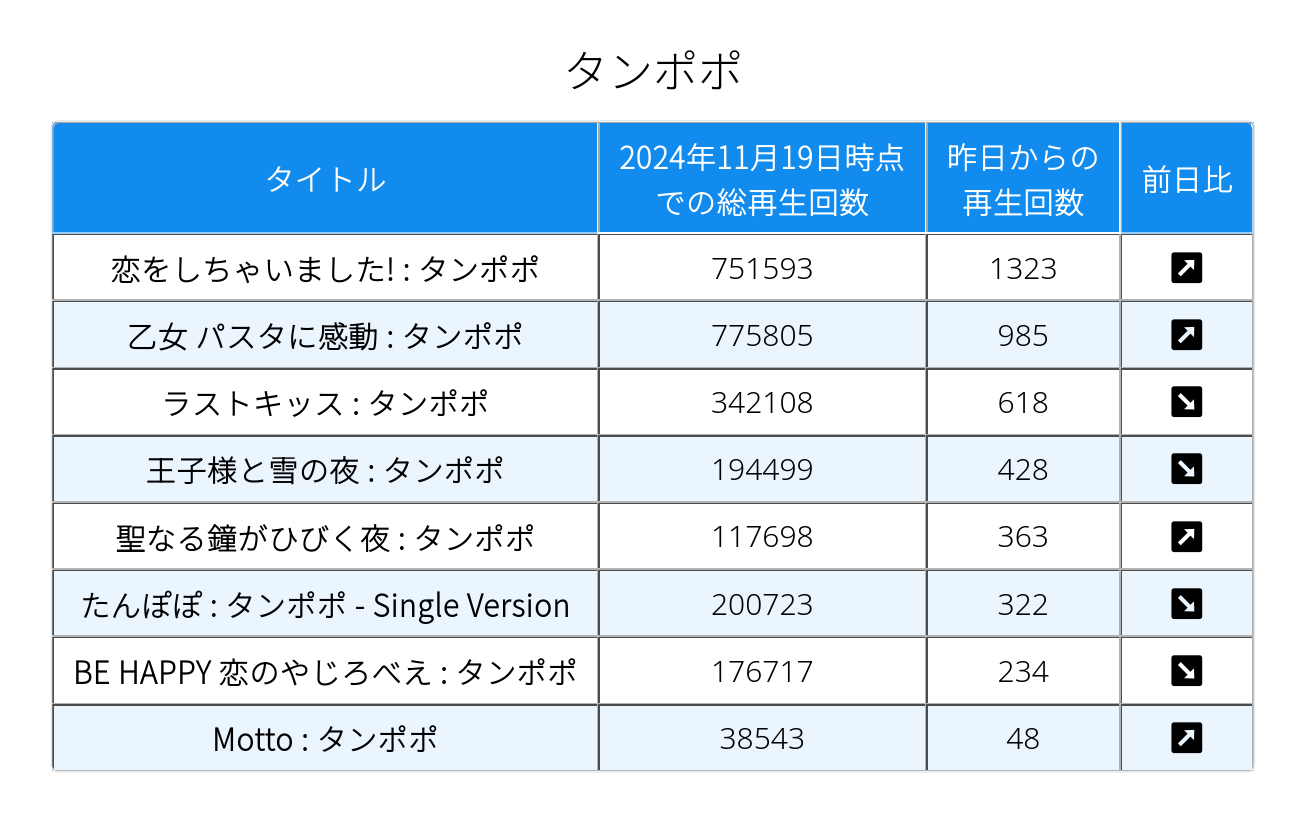 タンポポ
タイトル
2024年11月19日時点
での総再生回数
昨日からの
再生回数
前日比
恋をしちゃいました! : タンポポ 751593 1323 ↗
乙女 パスタに感動 : タンポポ 775805 985 ↗
ラストキッス : タンポポ 342108 618 ↘
王子様と雪の夜 : タンポポ 194499 428 ↘
聖なる鐘がひびく夜 : タンポポ 117698 363 ↗
たんぽぽ : タンポポ - Single Version 200723 322 ↘
BE HAPPY 恋のやじろべえ : タンポポ 176717 234 ↘
Motto : タンポポ 38543 48 ↗